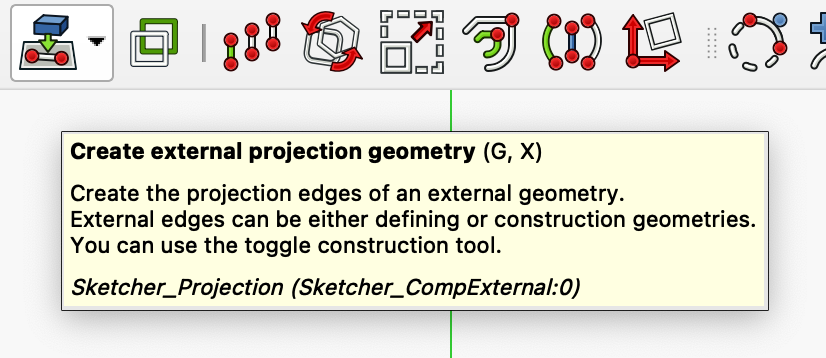 Create external projection geometry (G, X)
Create the projection edges of an external geometry.
External edges can be either defining or construction geometries.
You can use the toggle construction tool.
Sketcher_Projection (Sketcher_CompExternal:0)